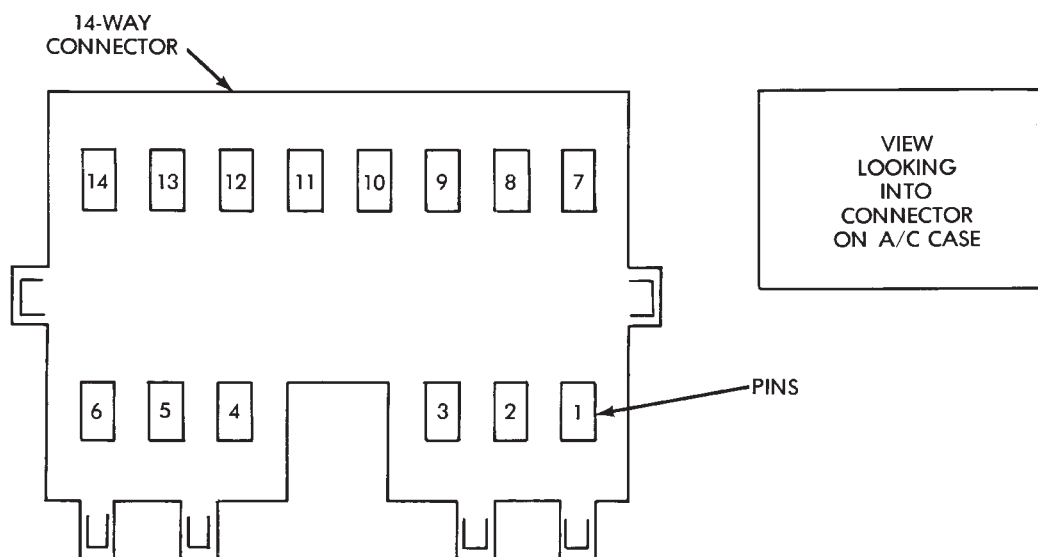 14-WAY
CONNECTOR
14 13 12 11 10 9 8 7
VIEW
LOOKING
INTO
CONNECTOR
ON A/C CASE
6 5 4 3 2 1
PINS